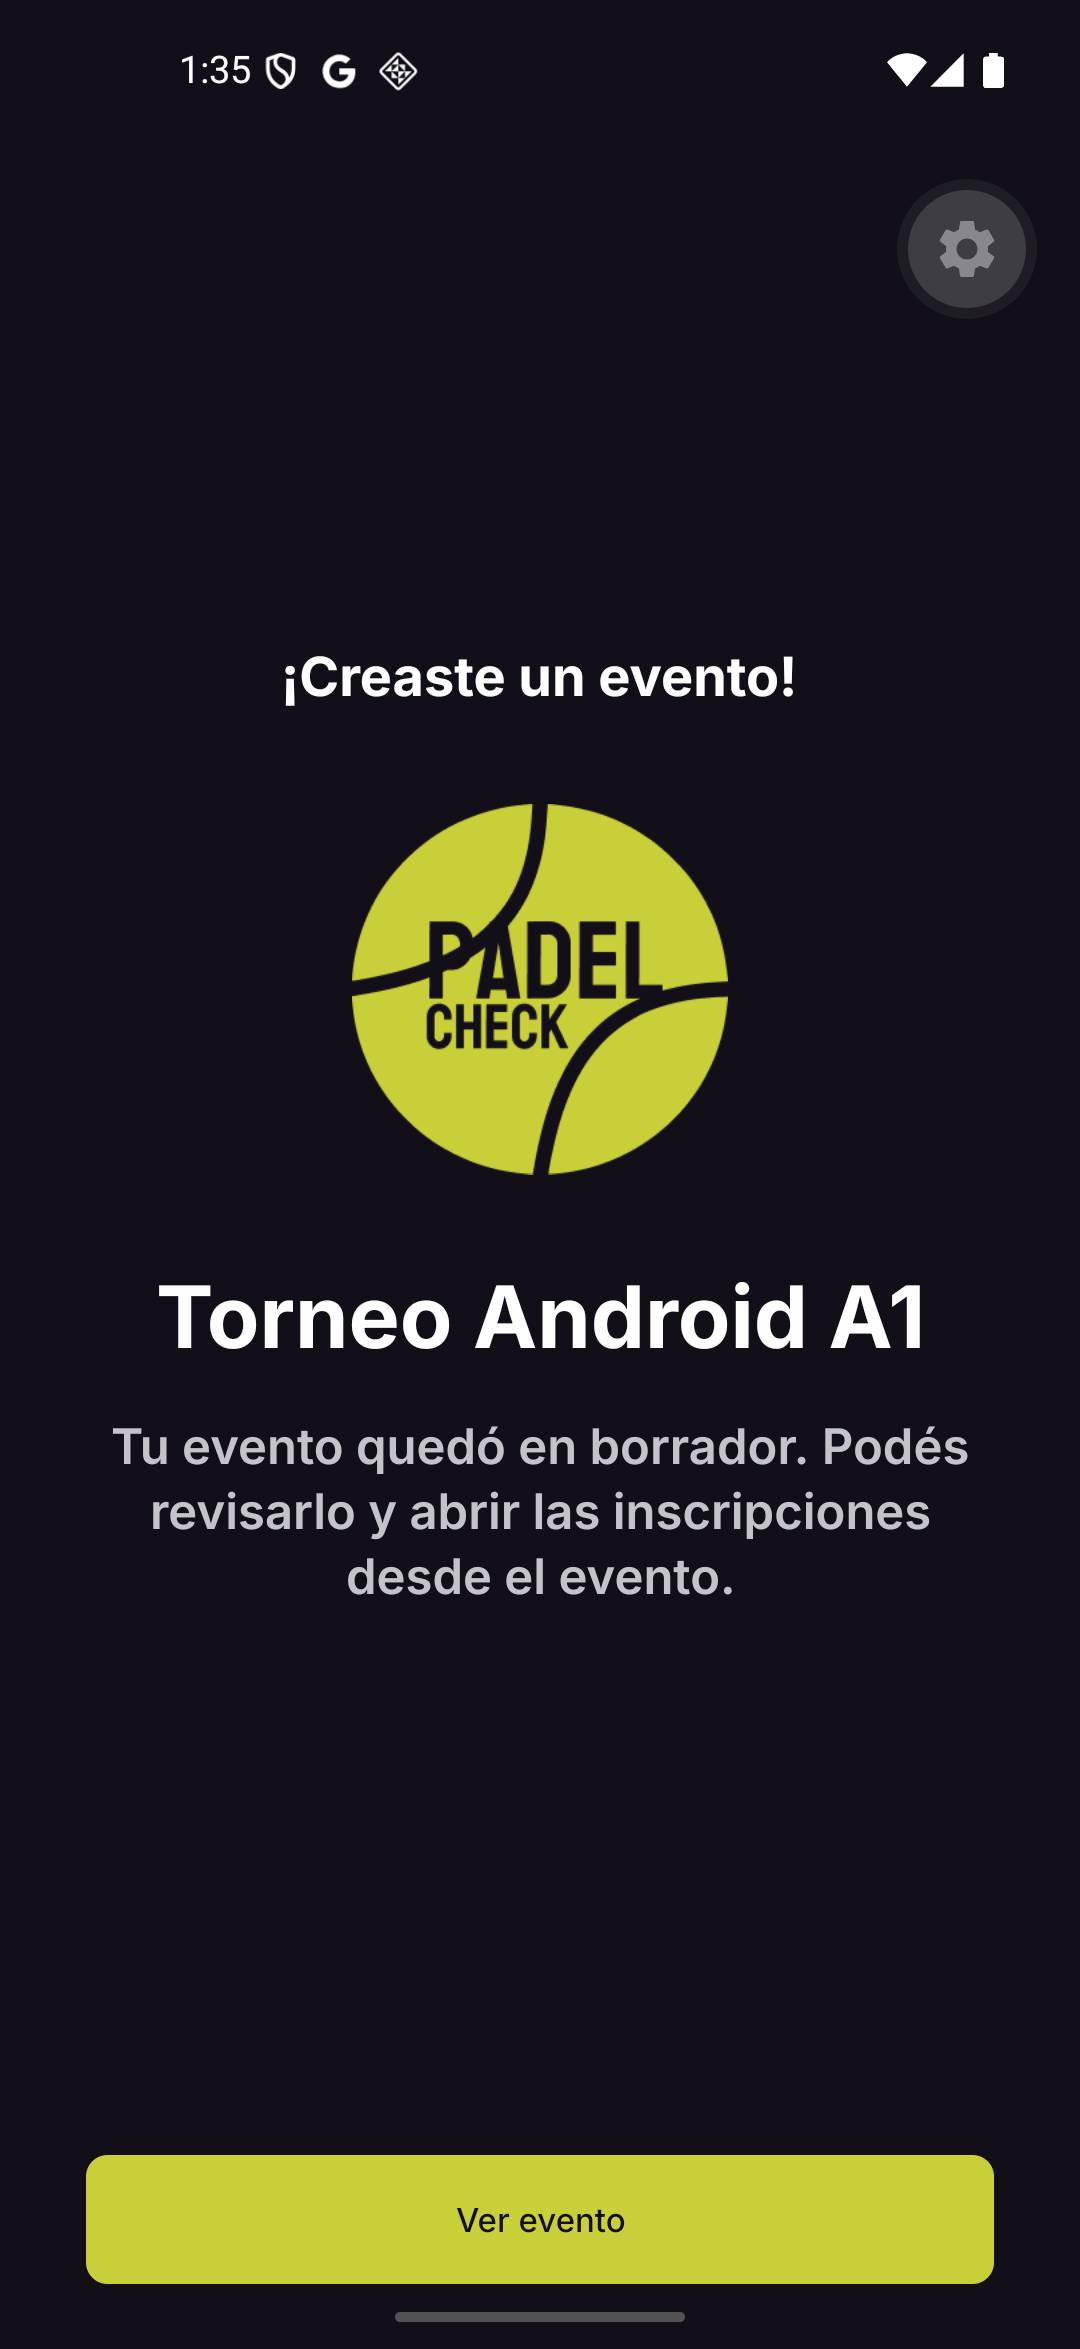 1:35
¡Creaste un evento!
PADEL
CHECK
Torneo Android A1
Tu evento quedó en borrador. Podés
revisarlo y abrir las inscripciones
desde el evento.
Ver evento